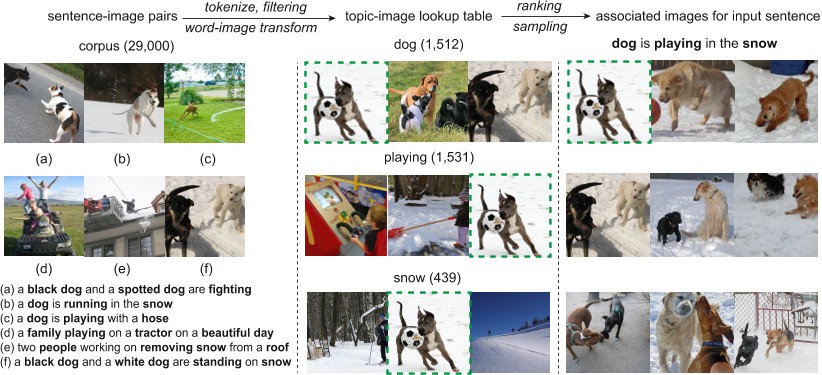 sentence-image pairs
tokenize, filtering
word-image transform
topic-image lookup table
ranking
sampling
associated images for input sentence
corpus (29,000)
dog (1,512)
dog is playing in the snow
(a)
(b)
(c)
playing (1,531)
(d)
(e)
(f)
snow (439)
(a) a black dog and a spotted dog are fighting
(b) a dog is running in the snow
(c) a dog is playing with a hose
(d) a family playing on a tractor on a beautiful day
(e) two people working on removing snow from a roof
(f) a black dog and a white dog are standing on snow